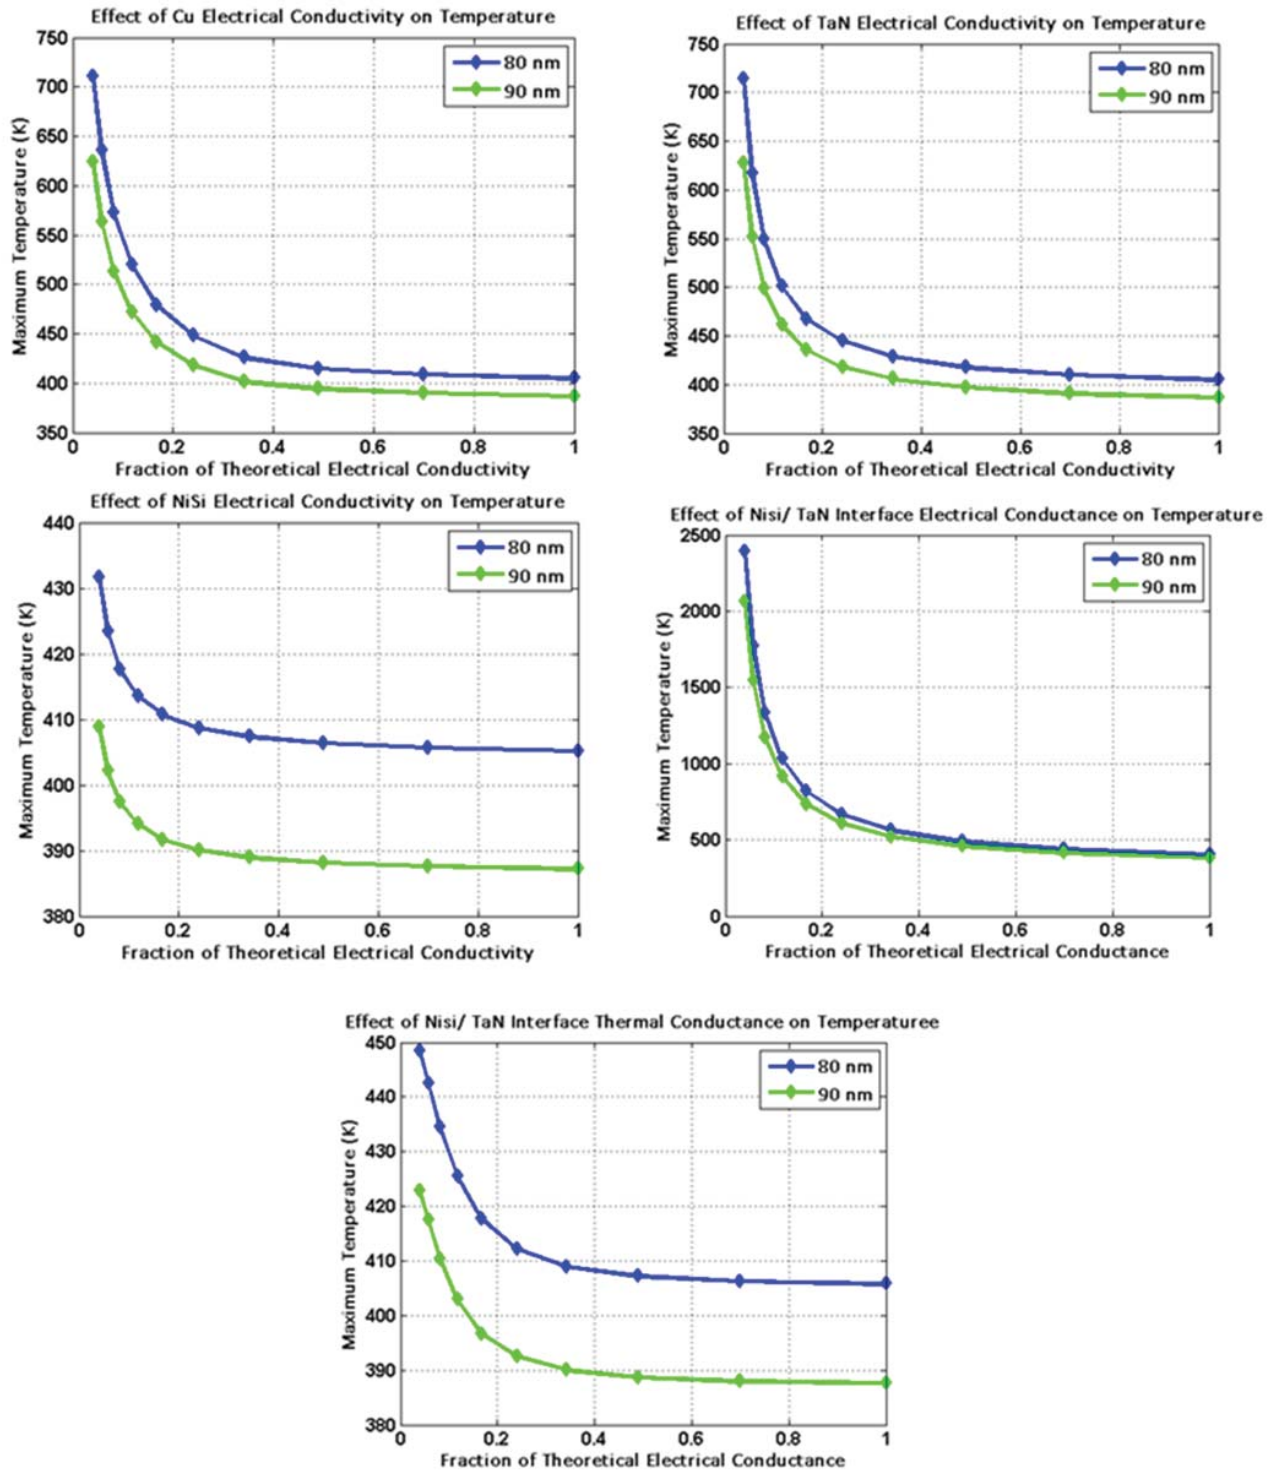 Effect of Cu Electrical Conductivity on Temperature
750
700
650
600
550
500
450
400
350
0
0.2
0.4
0.6
0.8
1
80 nm
90 nm
Maximum Temperature (K)
Fraction of Theoretical Electrical Conductivity
Effect of TaN Electrical Conductivity on Temperature
750
700
650
600
550
500
450
400
350
0
0.2
0.4
0.6
0.8
1
80 nm
90 nm
Maximum Temperature (K)
Fraction of Theoretical Electrical Conductivity
Effect of NiSi Electrical Conductivity on Temperature
440
430
420
410
400
390
380
0
0.2
0.4
0.6
0.8
1
80 nm
90 nm
Maximum Temperature (K)
Fraction of Theoretical Electrical Conductivity
Effect of Nisi/ TaN Interface Electrical Conductance on Temperature
2500
2000
1500
1000
500
0
0
0.2
0.4
0.6
0.8
1
80 nm
90 nm
Maximum Temperature (K)
Fraction of Theoretical Electrical Conductance
Effect of Nisi/ TaN Interface Thermal Conductance on Temperaturee
450
440
430
420
410
400
390
380
0
0.2
0.4
0.6
0.8
1
80 nm
90 nm
Maximum Temperature (K)
Fraction of Theoretical Electrical Conductance